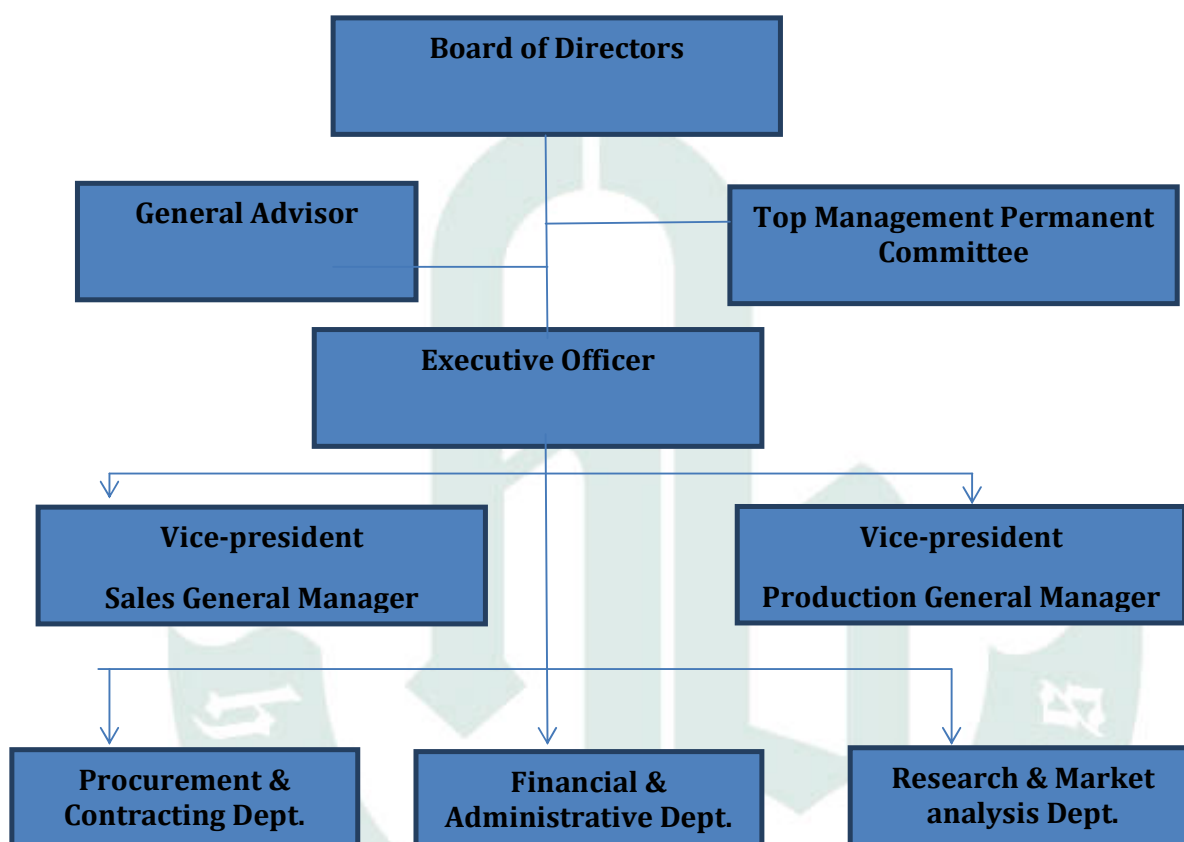 Board of Directors
General Advisor
Top Management Permanent
Committee
Executive Officer
Vice-president
Sales General Manager
Vice-president
Production General Manager
Procurement &
Contracting Dept.
Financial &
Administrative Dept.
Research & Market
analysis Dept.